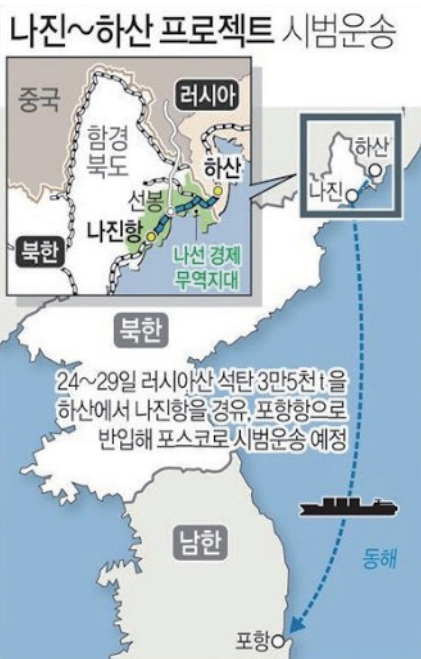 나진~하산 프로젝트 시범운송
중국
러시아
함경
북도
하산
선봉
나진항
북한
나선 경제
무역지대
하산
나진
북한
24~29일 러시아산 석탄 3만5천 t 을
하산에서 나진항을 경유, 포항항으로
반입해 포스코로 시범운송 예정
남한
동해
포항